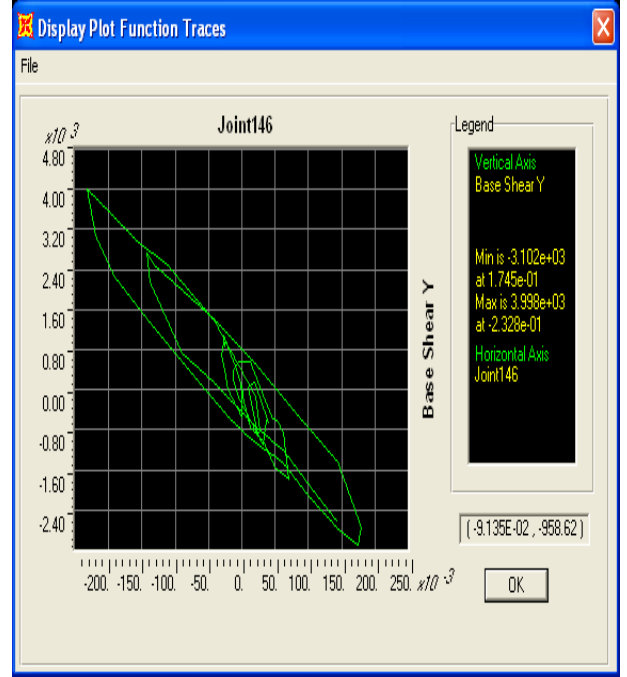 Display Plot Function Traces
File
Joint146
x10 3
4.80
4.00
3.20
2.40
1.60
0.80
0.00
-0.80
-1.60
-2.40
-200. -150. -100. -50. 0. 50. 100. 150. 200. 250. x10 -3
Base Shear Y
Legend
Vertical Axis
Base Shear Y
Min is -3.102e+03
at 1.745e-01
Max is 3.998e+03
at -2.328e-01
Horizontal Axis
Joint146
( -9.135E-02 , -958.62 )
OK